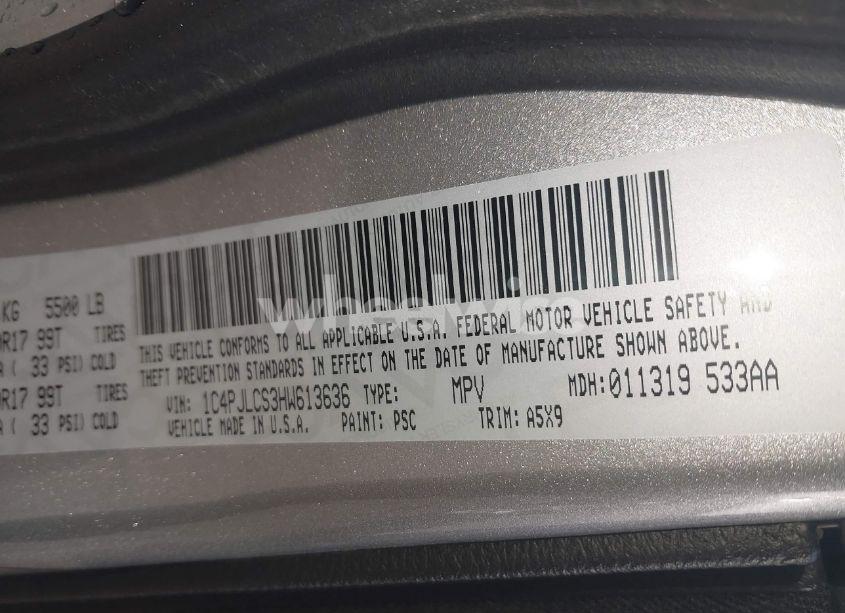 KG 5500 LB
R17 99T TIRES
( 33 PSI) COLD
R17 99T TIRES
( 33 PSI) COLD
THIS VEHICLE CONFORMS TO ALL APPLICABLE U.S.A. FEDERAL MOTOR VEHICLE SAFETY AND
THEFT PREVENTION STANDARDS IN EFFECT ON THE DATE OF MANUFACTURE SHOWN ABOVE.
VIN: 1C4PJLCS3HW613636 TYPE: MPV MDH:011319 533AA
VEHICLE MADE IN U.S.A. PAINT: PSC TRIM: A5X9